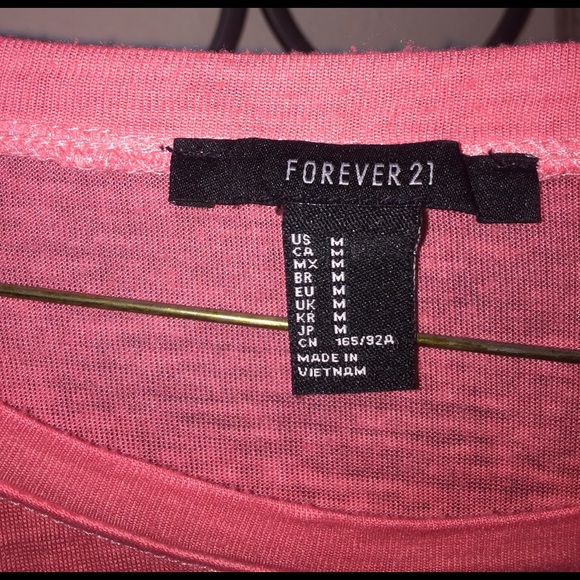 FOREVER 21
US M
CA M
MX M
BR M
EU M
UK M
KR M
JP M
CN 165/92A
MADE IN
VIETNAM